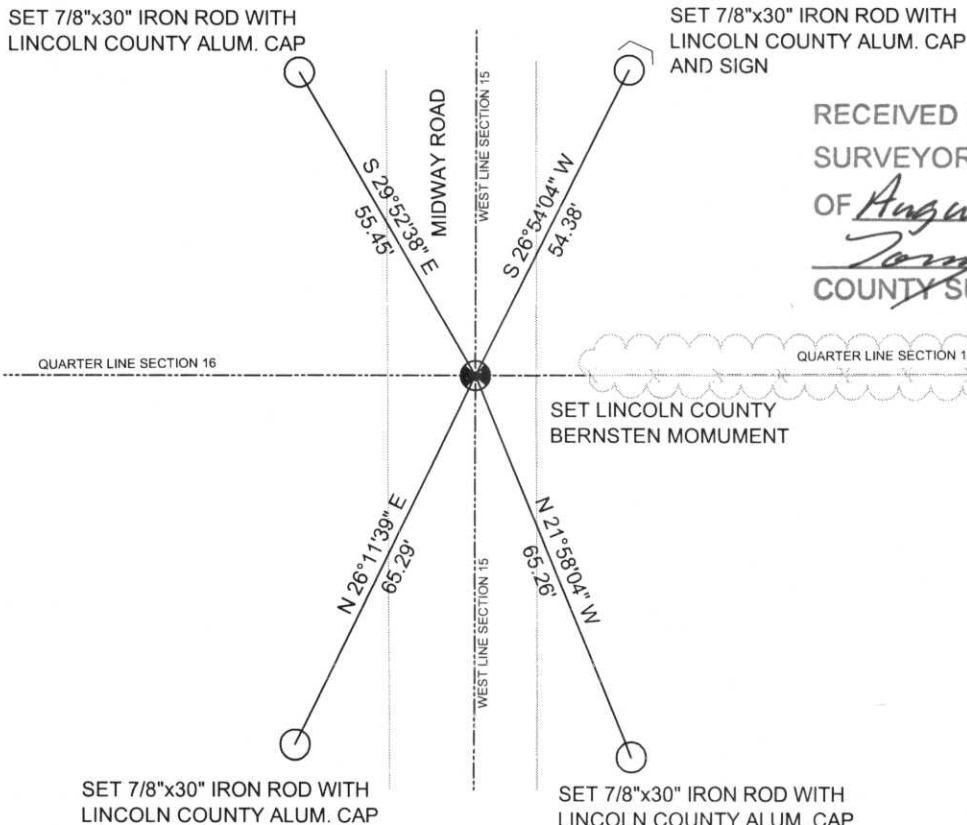 SET 7/8"x30" IRON ROD WITH
LINCOLN COUNTY ALUM. CAP
SET 7/8"x30" IRON ROD WITH
LINCOLN COUNTY ALUM. CAP
AND SIGN
RECEIVED
SURVEYOR
OF
COUNTY
MIDWAY ROAD
WEST LINE SECTION 15
S 29°52'38" E
55.45'
S 26°54'04" W
54.38'
QUARTER LINE SECTION 16
QUARTER LINE SECTION
SET LINCOLN COUNTY
BERNSTEN MOMUMENT
N 26°11'39" E
65.29'
WEST LINE SECTION 15
N 21°58'04" W
65.26'
SET 7/8"x30" IRON ROD WITH
LINCOLN COUNTY ALUM. CAP
SET 7/8"x30" IRON ROD WITH
LINCOLN COUNTY ALUM. CAP